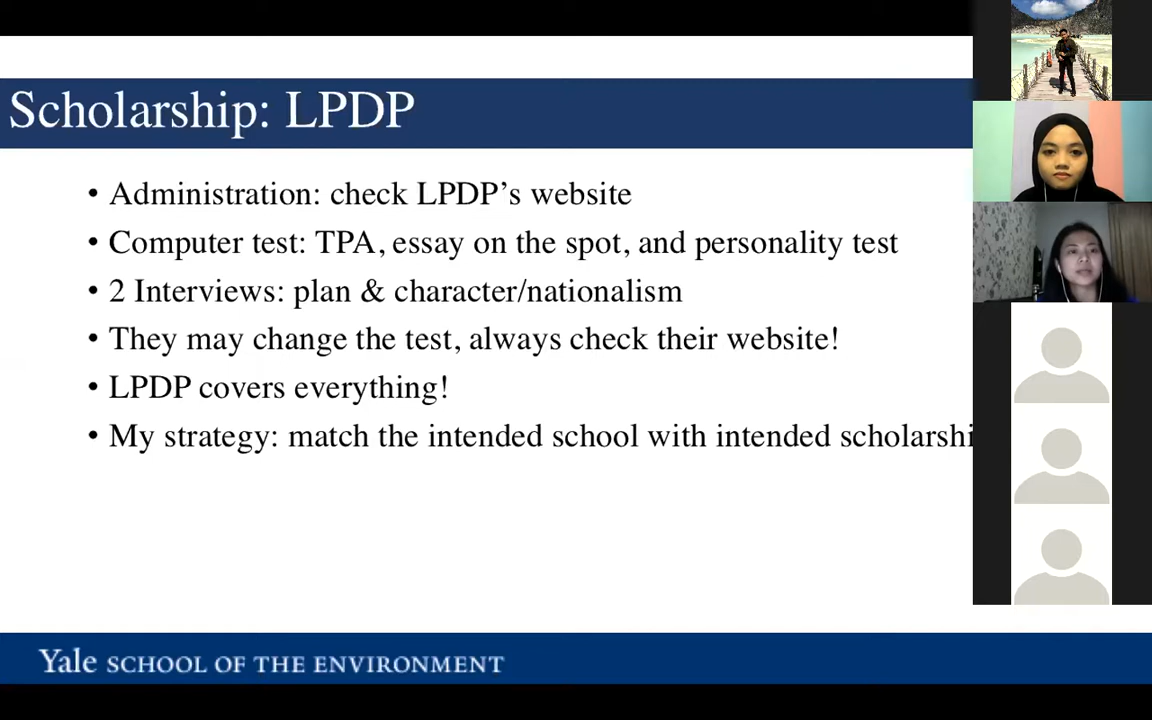 Scholarship: LPDP
• Administration: check LPDP’s website
• Computer test: TPA, essay on the spot, and personality test
• 2 Interviews: plan & character/nationalism
• They may change the test, always check their website!
• LPDP covers everything!
• My strategy: match the intended school with intended
Yale SCHOOL OF THE ENVIRONMENT